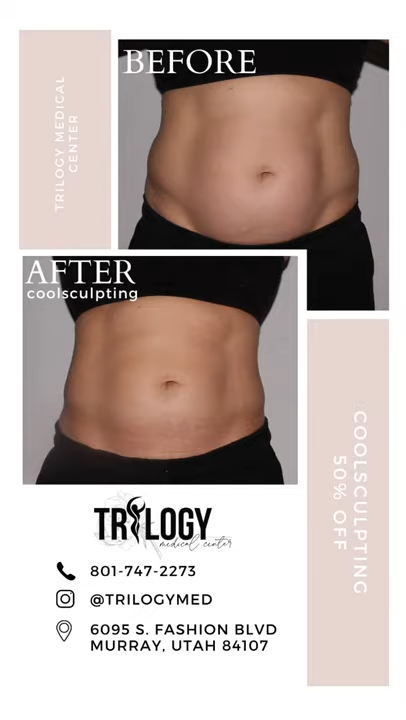 TRILOGY MEDICAL
CENTER
BEFORE
AFTER
coolsculpting
COOLSCULPTING
50% OFF
TRILOGY
medical center
801-747-2273
@TRILOGYMED
6095 S. FASHION BLVD
MURRAY, UTAH 84107